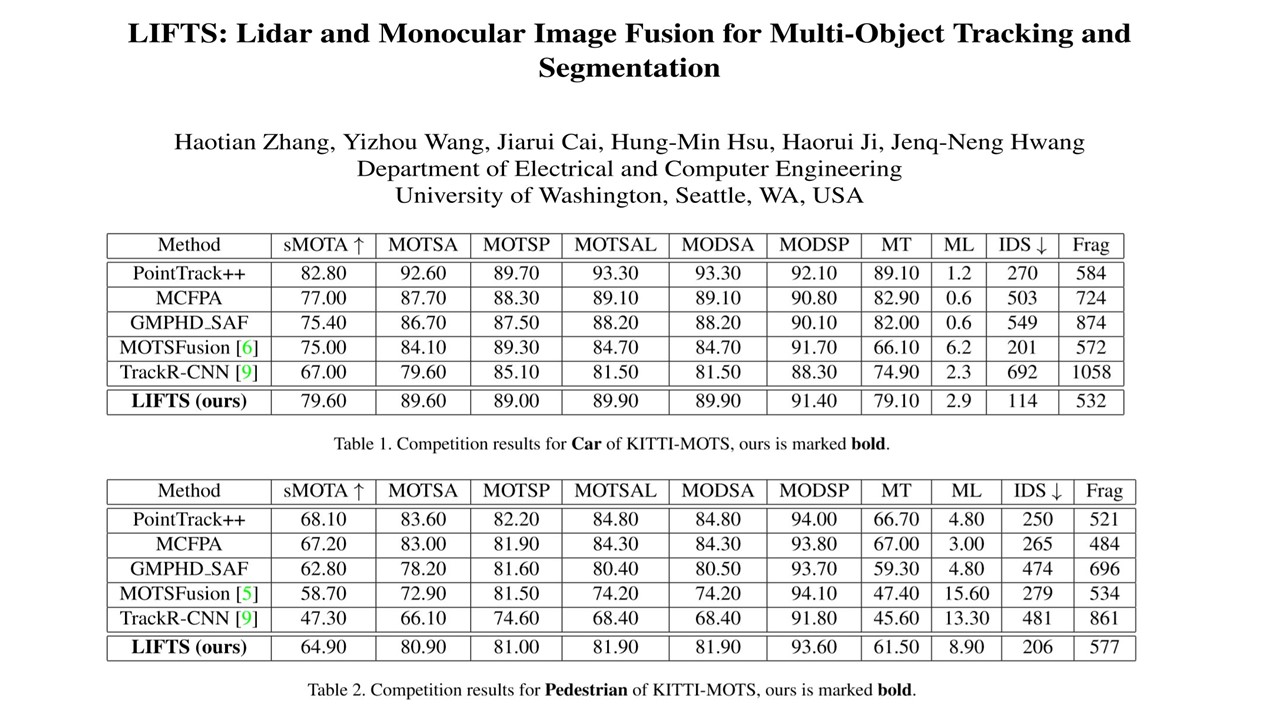 LIFTS: Lidar and Monocular Image Fusion for Multi-Object Tracking and
Segmentation
Haotian Zhang, Yizhou Wang, Jiarui Cai, Hung-Min Hsu, Haorui Ji, Jenq-Neng Hwang
Department of Electrical and Computer Engineering
University of Washington, Seattle, WA, USA
Method sMOTA ↑ MOTSA MOTSP MOTSAL MODSA MODSP MT ML IDS ↓ Frag
PointTrack++ 82.80 92.60 89.70 93.30 93.30 92.10 89.10 1.2 270 584
MCFPA 77.00 87.70 88.30 89.10 89.10 90.80 82.90 0.6 503 724
GMPHD_SAF 75.40 86.70 87.50 88.20 88.20 90.10 82.00 0.6 549 874
MOTSFusion [6] 75.00 84.10 89.30 84.70 84.70 91.70 66.10 6.2 201 572
TrackR-CNN [9] 67.00 79.60 85.10 81.50 81.50 88.30 74.90 2.3 692 1058
LIFTS (ours) 79.60 89.60 89.00 89.90 89.90 91.40 79.10 2.9 114 532
Table 1. Competition results for Car of KITTI-MOTS, ours is marked bold.
Method sMOTA ↑ MOTSA MOTSP MOTSAL MODSA MODSP MT ML IDS ↓ Frag
PointTrack++ 68.10 83.60 82.20 84.80 84.80 94.00 66.70 4.80 250 521
MCFPA 67.20 83.00 81.90 84.30 84.30 93.80 67.00 3.00 265 484
GMPHD_SAF 62.80 78.20 81.60 80.40 80.50 93.70 59.30 4.80 474 696
MOTSFusion [5] 58.70 72.90 81.50 74.20 74.20 94.10 47.40 15.60 279 534
TrackR-CNN [9] 47.30 66.10 74.60 68.40 68.40 91.80 45.60 13.30 481 861
LIFTS (ours) 64.90 80.90 81.00 81.90 81.90 93.60 61.50 8.90 206 577
Table 2. Competition results for Pedestrian of KITTI-MOTS, ours is marked bold.